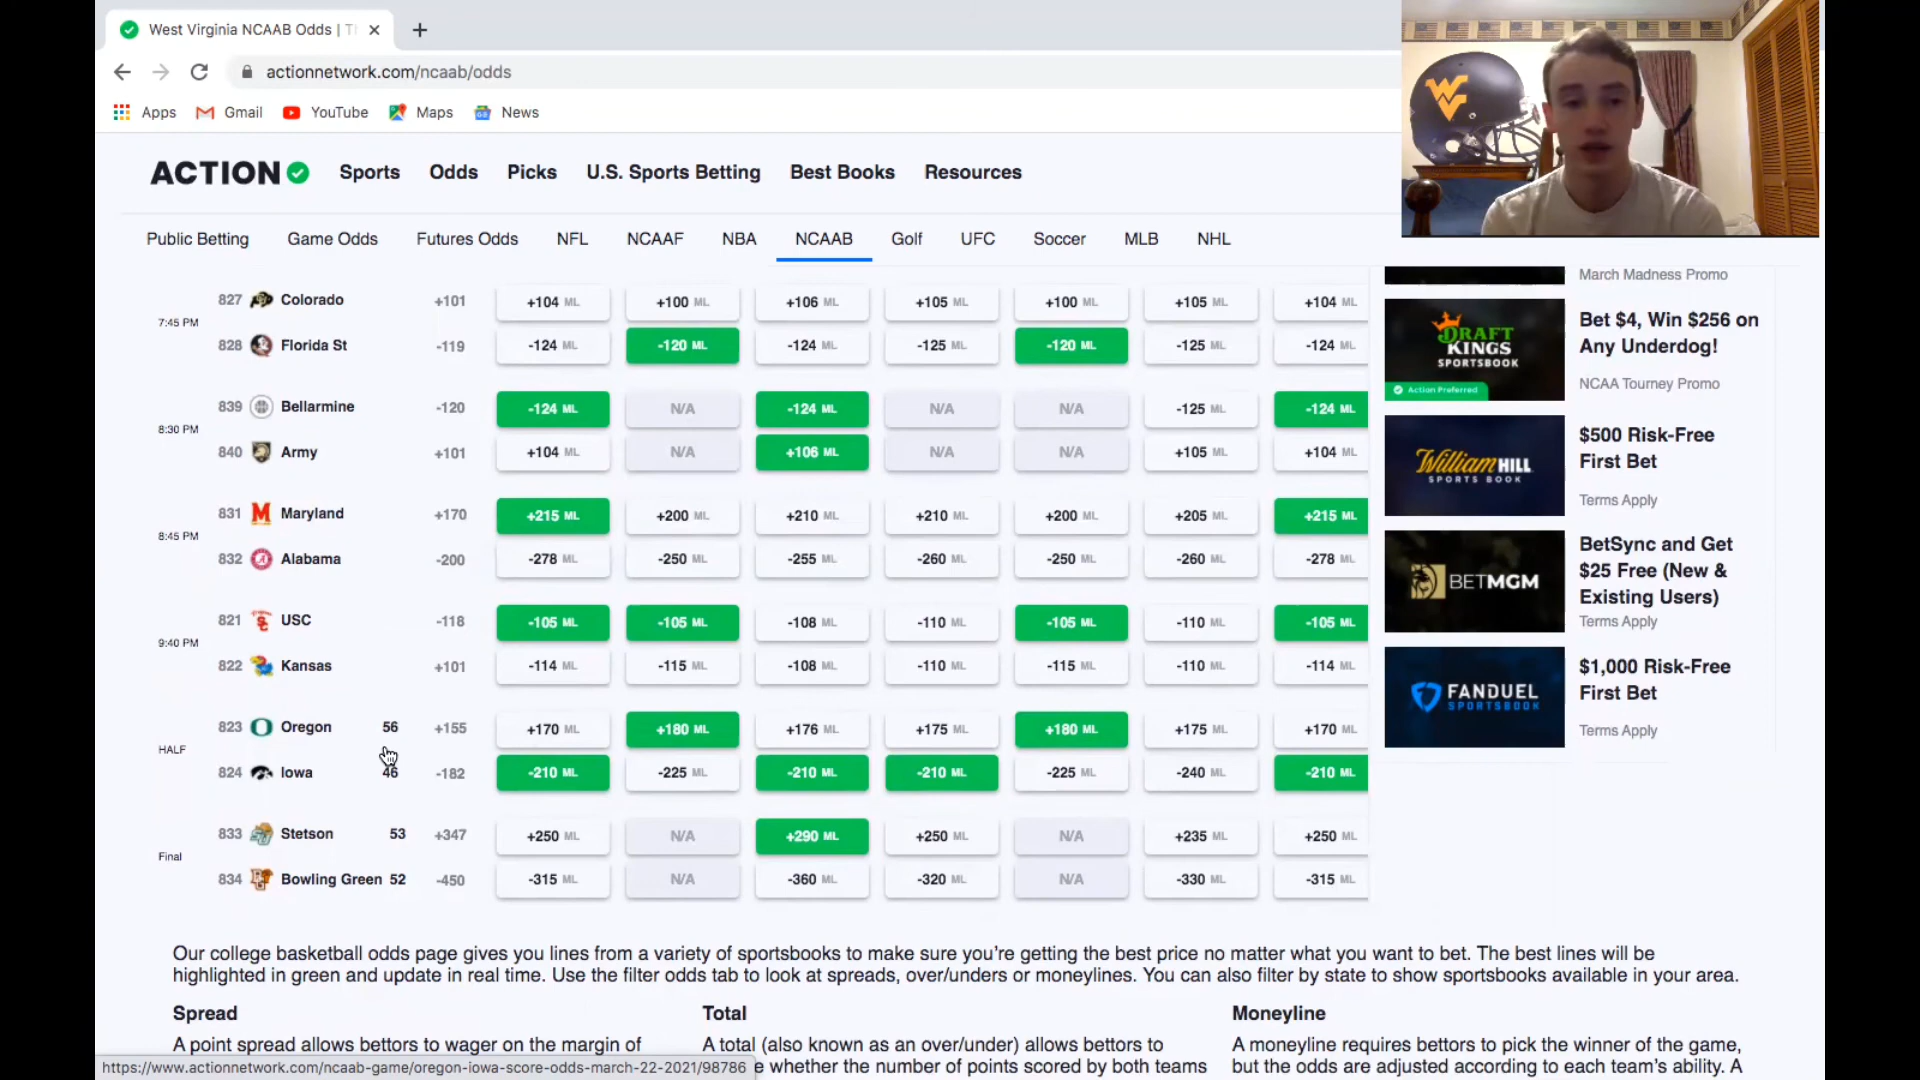 West Virginia NCAAB Odds | T
actionnetwork.com/ncaab/odds
Apps Gmail YouTube Maps News
ACTION Sports Odds Picks U.S. Sports Betting Best Books Resources
Public Betting Game Odds Futures Odds NFL NCAAF NBA NCAAB Golf UFC Soccer MLB NHL
827 Colorado +101 +104 ML +100 ML +106 ML +105 ML +100 ML +105 ML +104 ML
7:45 PM
828 Florida St -119 -124 ML -120 ML -124 ML -125 ML -120 ML -125 ML -124 ML
839 Bellarmine -120 -124 ML N/A -124 ML N/A N/A -125 ML -124 ML
8:30 PM
840 Army +101 +104 ML N/A +106 ML N/A N/A +105 ML +104 ML
831 Maryland +170 +215 ML +200 ML +210 ML +210 ML +200 ML +205 ML +215 ML
8:45 PM
832 Alabama -200 -278 ML -250 ML -255 ML -260 ML -250 ML -260 ML -278 ML
821 USC -118 -105 ML -105 ML -108 ML -110 ML -105 ML -110 ML -105 ML
9:40 PM
822 Kansas +101 -114 ML -115 ML -108 ML -110 ML -115 ML -110 ML -114 ML
823 Oregon 56 +155 +170 ML +180 ML +176 ML +175 ML +180 ML +175 ML +170 ML
HALF
824 Iowa 46 -182 -210 ML -225 ML -210 ML -210 ML -225 ML -240 ML -210 ML
833 Stetson 53 +347 +250 ML N/A +290 ML +250 ML N/A +235 ML +250 ML
Final
834 Bowling Green 52 -450 -315 ML N/A -360 ML -320 ML N/A -330 ML -315 ML
March Madness Promo
DRAFT
KINGS
SPORTSBOOK
Action Preferred
Bet $4, Win $256 on
Any Underdog!
NCAA Tourney Promo
William HILL
SPORTS BOOK
$500 Risk-Free
First Bet
Terms Apply
BETMGM
BetSync and Get
$25 Free (New &
Existing Users)
Terms Apply
FANDUEL
SPORTSBOOK
$1,000 Risk-Free
First Bet
Terms Apply
Our college basketball odds page gives you lines from a variety of sportsbooks to make sure you're getting the best price no matter what you want to bet. The best lines will be
highlighted in green and update in real time. Use the filter odds tab to look at spreads, over/unders or moneylines. You can also filter by state to show sportsbooks available in your area.
Spread
A point spread allows bettors to wager on the margin of
Total
A total (also known as an over/under) allows bettors to
e whether the number of points scored by both teams
Moneyline
A moneyline requires bettors to pick the winner of the game,
but the odds are adjusted according to each team's ability. A
https://www.actionnetwork.com/ncaab-game/oregon-iowa-score-odds-march-22-2021/98786